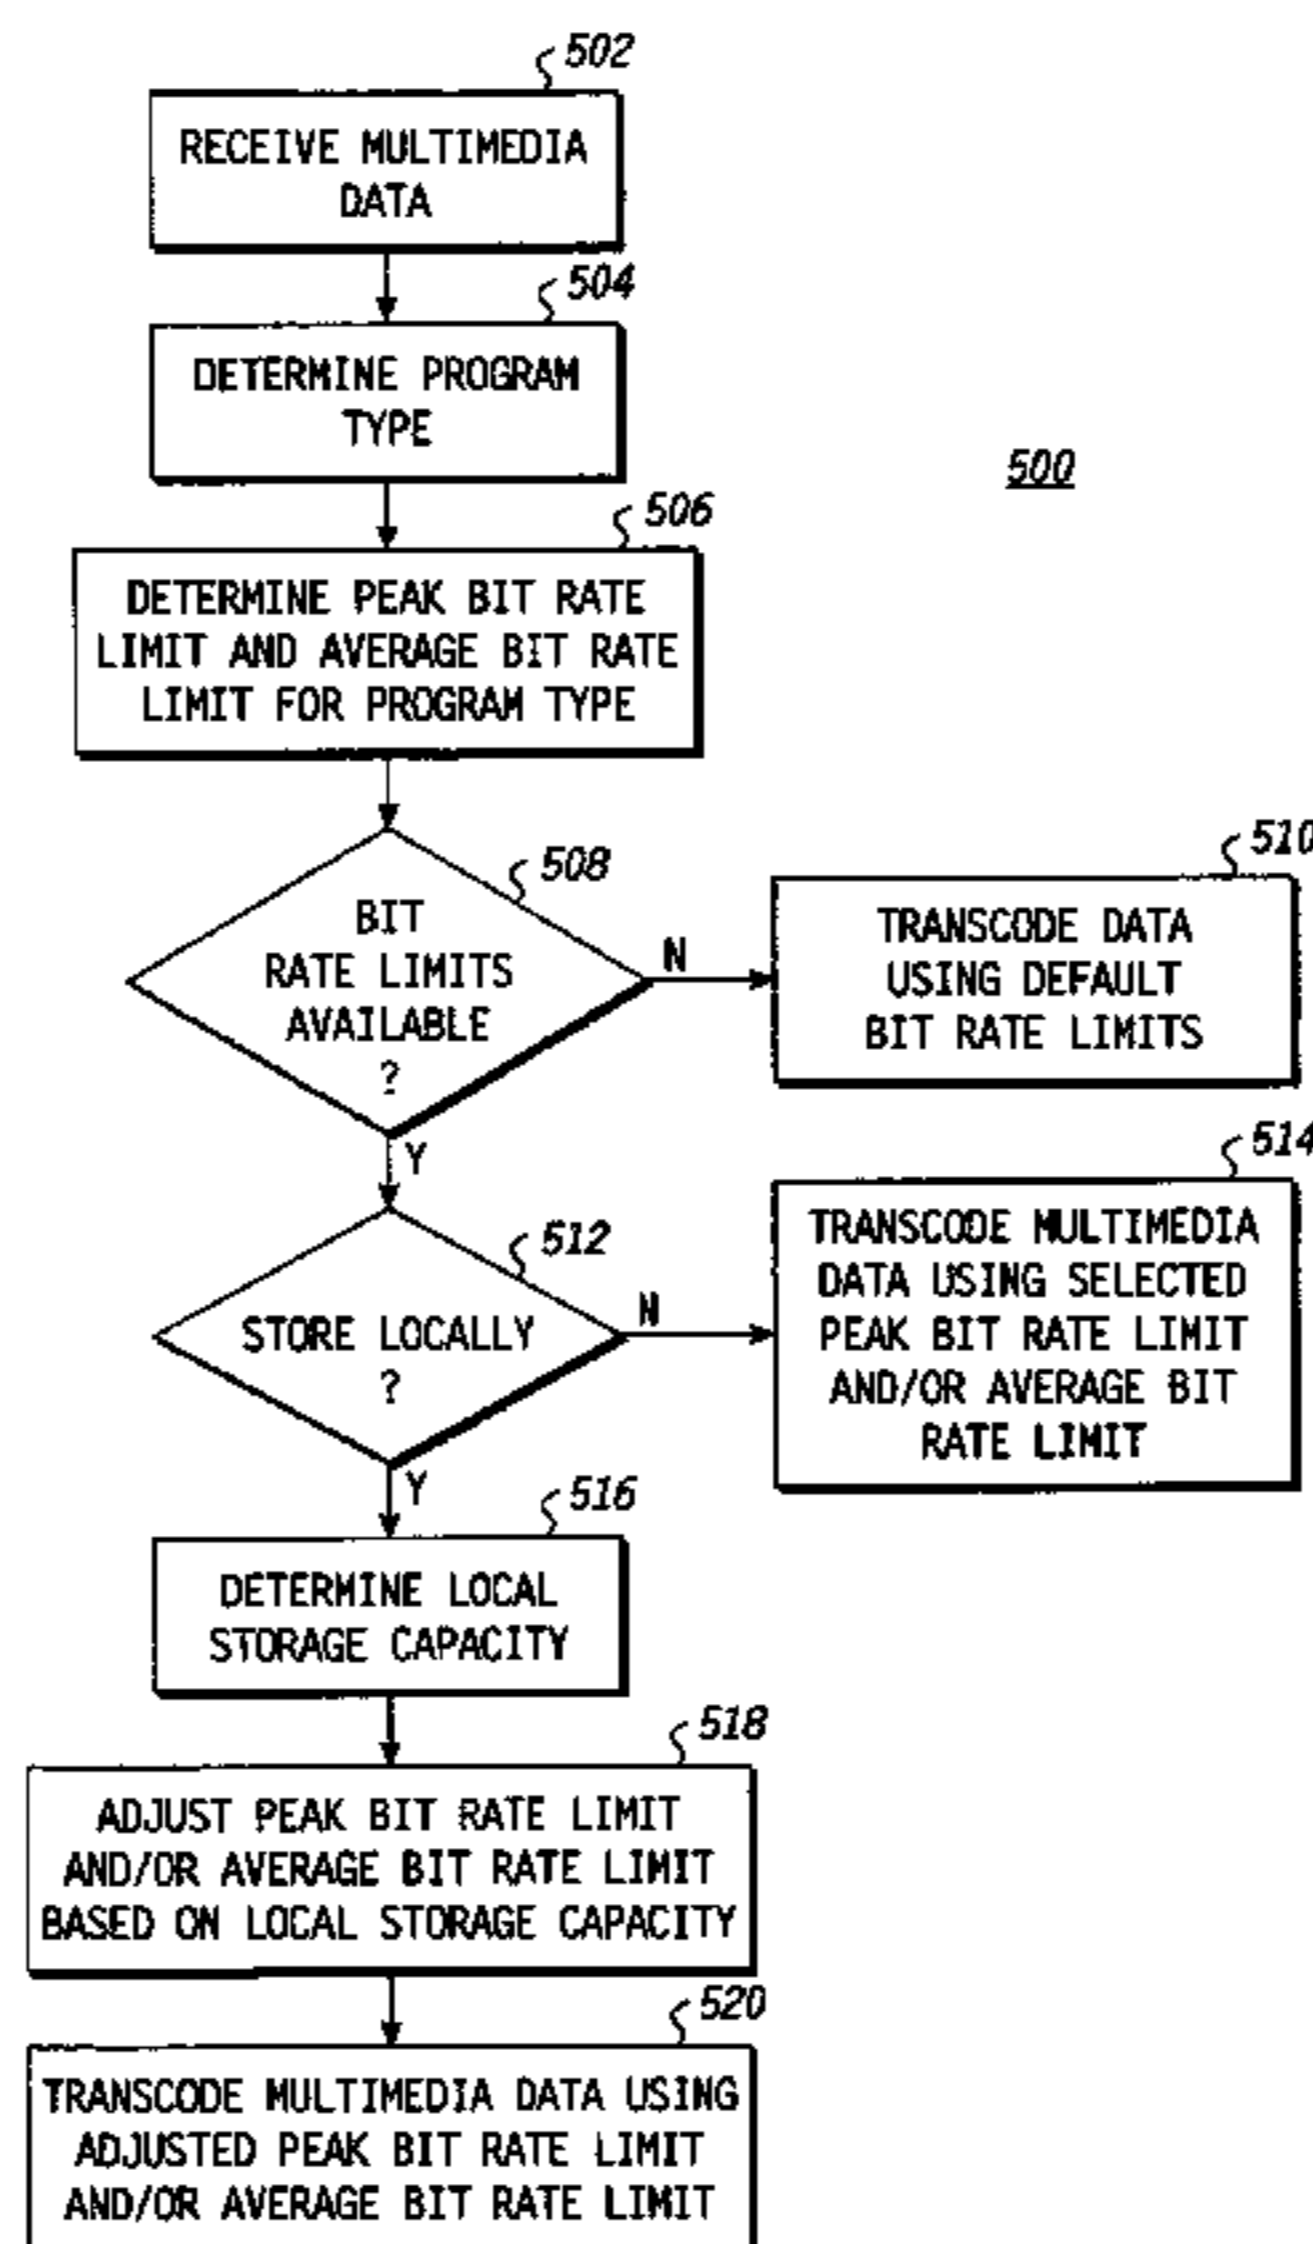 502
RECEIVE MULTIMEDIA
DATA
504
DETERMINE PROGRAM
TYPE
500
506
DETERMINE PEAK BIT RATE
LIMIT AND AVERAGE BIT RATE
LIMIT FOR PROGRAM TYPE
508
BIT
RATE LIMITS
AVAILABLE
?
N
510
TRANSCODE DATA
USING DEFAULT
BIT RATE LIMITS
Y
512
STORE LOCALLY
?
N
514
TRANSCODE MULTIMEDIA
DATA USING SELECTED
PEAK BIT RATE LIMIT
AND/OR AVERAGE BIT
RATE LIMIT
Y
516
DETERMINE LOCAL
STORAGE CAPACITY
518
ADJUST PEAK BIT RATE LIMIT
AND/OR AVERAGE BIT RATE LIMIT
BASED ON LOCAL STORAGE CAPACITY
520
TRANSCODE MULTIMEDIA DATA USING
ADJUSTED PEAK BIT RATE LIMIT
AND/OR AVERAGE BIT RATE LIMIT